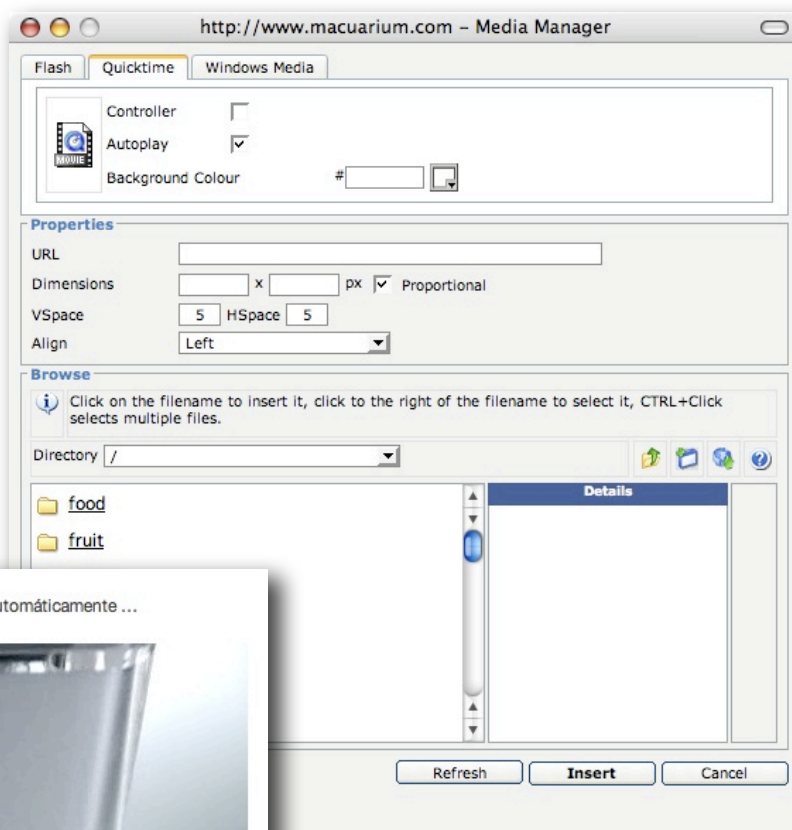 http://www.macuarium.com – Media Manager
Flash Quicktime Windows Media
Controller
MOVIE
Autoplay
Background Colour #
Properties
URL
Dimensions x px Proportional
VSpace 5 HSpace 5
Align Left
Browse
Click on the filename to insert it, click to the right of the filename to select it, CTRL+Click
selects multiple files.
Directory /
Details
food
fruit
utomáticamente ...
Refresh Insert Cancel